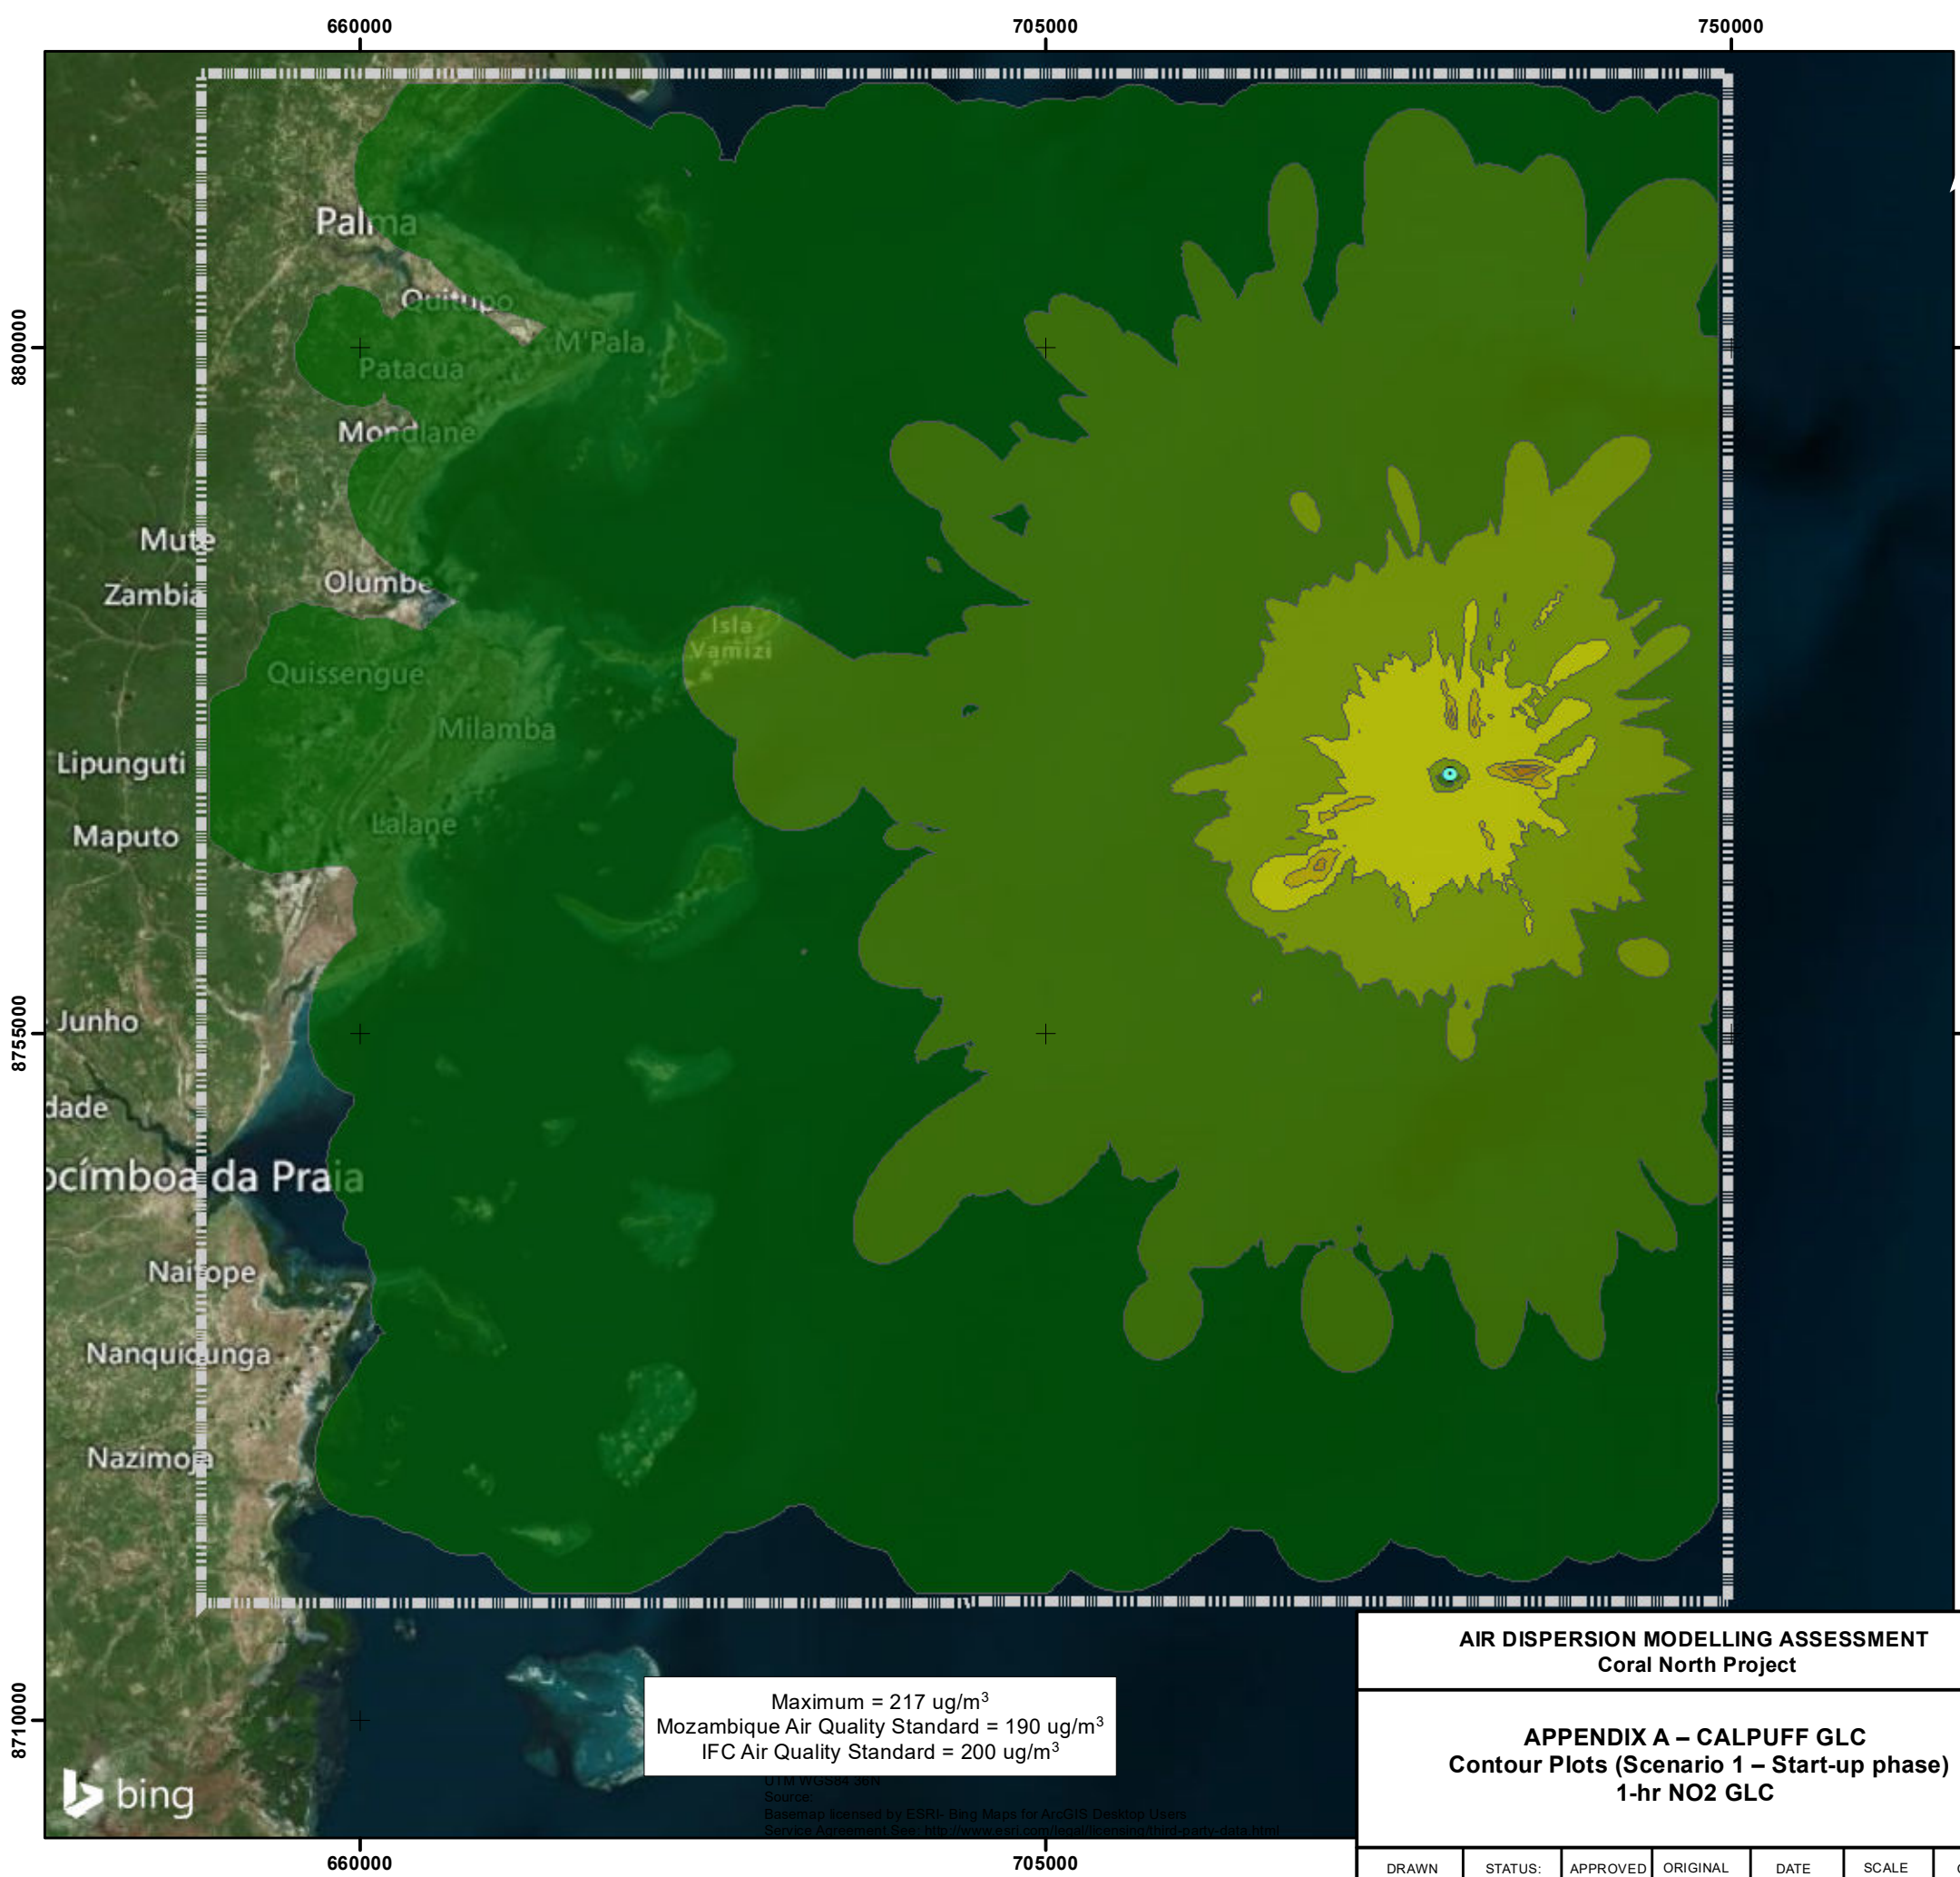 660000
705000
750000
8800000
8755000
8710000
Palma
Quitupo
M'Pala
Patacua
Mondlane
Mute
Zambia
Olumbe
Isla
Vamizi
Quissengue
Milamba
Lipunguti
Maputo
Lalane
Junho
dade
ocímboa da Praia
Naitope
Nanquidunga
Nazimoja
bing
Maximum = 217 ug/m³
Mozambique Air Quality Standard = 190 ug/m³
IFC Air Quality Standard = 200 ug/m³
UTM WGS84 36N
Source:
Basemap licensed by ESRI- Bing Maps for ArcGIS Desktop Users
Service Agreement See: http://www.esri.com/legal/licensing/third-party-data.html
AIR DISPERSION MODELLING ASSESSMENT
Coral North Project
APPENDIX A – CALPUFF GLC
Contour Plots (Scenario 1 – Start-up phase)
1-hr NO2 GLC
DRAWN STATUS: APPROVED ORIGINAL DATE SCALE
660000
705000